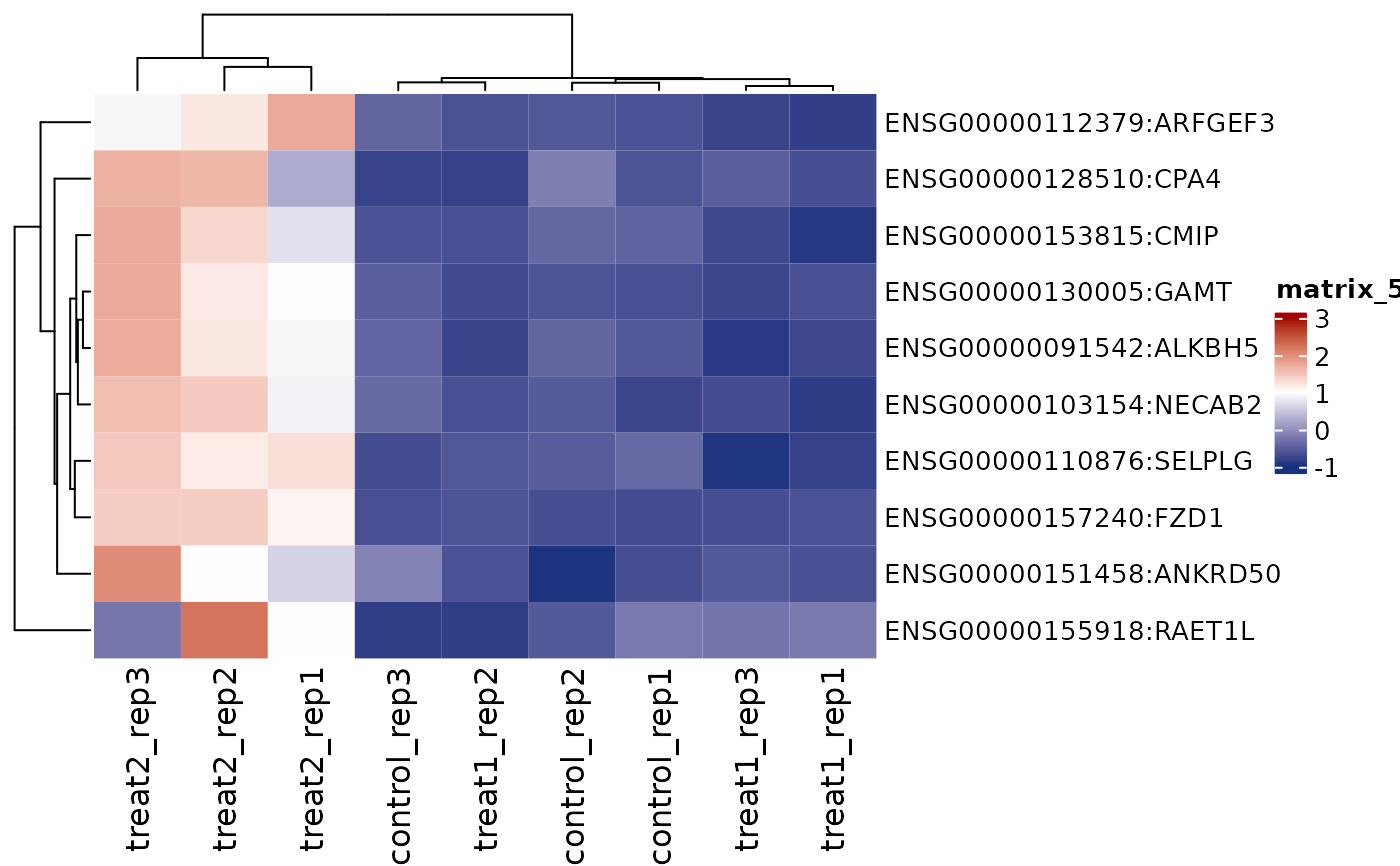 ENSG00000112379:ARFGEF3
ENSG00000128510:CPA4
ENSG00000153815:CMIP
ENSG00000130005:GAMT
ENSG00000091542:ALKBH5
ENSG00000103154:NECAB2
ENSG00000110876:SELPLG
ENSG00000157240:FZD1
ENSG00000151458:ANKRD50
ENSG00000155918:RAET1L
matrix_5
3
2
1
0
-1
treat2_rep3
treat2_rep2
treat2_rep1
control_rep3
treat1_rep2
control_rep2
control_rep1
treat1_rep3
treat1_rep1